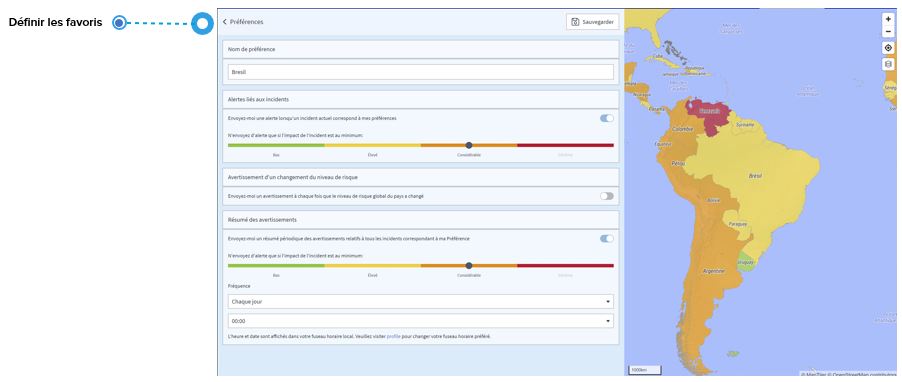 Définir les favoris
Préférences
Sauvegarder
Nom de préférence
Bresil
Alertes liés aux incidents
Envoyez-moi une alerte lorsqu'un incident actuel correspond à mes préférences
N'envoyez d'alerte que si l'impact de l'incident est au minimum:
Bas Élevé Considérable Extrême
Avertissement d'un changement du niveau de risque
Envoyez-moi un avertissement à chaque fois que le niveau de risque global du pays a changé
Résumé des avertissements
Envoyez-moi un résumé périodique des avertissements relatifs à tous les incidents correspondant à ma Préférence
N'envoyez d'alerte que si l'impact de l'incident est au minimum:
Bas Élevé Considérable Extrême
Fréquence
Chaque jour
00:00
L'heure et date sont affichés dans votre fuseau horaire local. Veuillez visiter profile pour changer votre fuseau horaire préféré.
+
−
Cuba
Nicaragua
Panama
Venezuela
Colombie
Suriname
Équateur
Pérou
Brésil
Bolivie
Paraguay
Uruguay
Argentine
Océan
Atlantique
1000km
© MapTiler © OpenStreetMap contributors